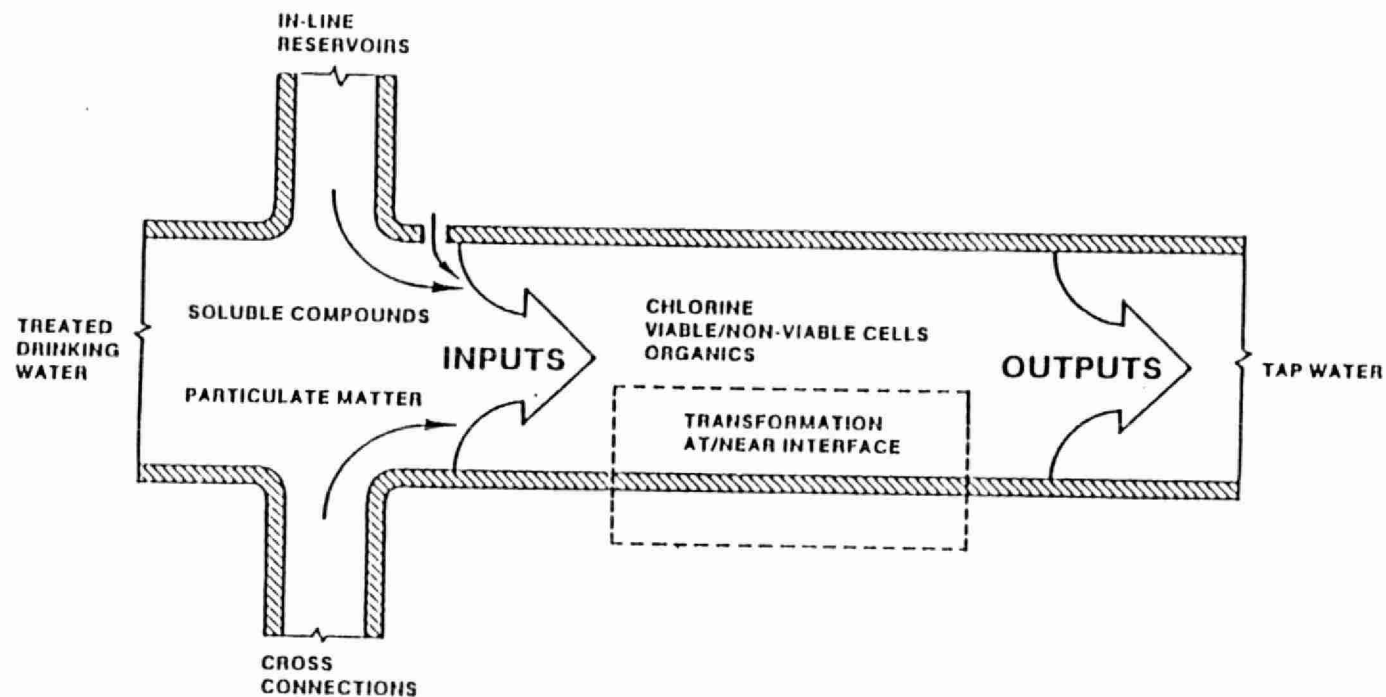 IN-LINE
RESERVOIRS
TREATED
DRINKING
WATER
SOLUBLE COMPOUNDS
PARTICULATE MATTER
INPUTS
CHLORINE
VIABLE/NON-VIABLE CELLS
ORGANICS
TRANSFORMATION
AT/NEAR INTERFACE
OUTPUTS
TAP WATER
CROSS
CONNECTIONS